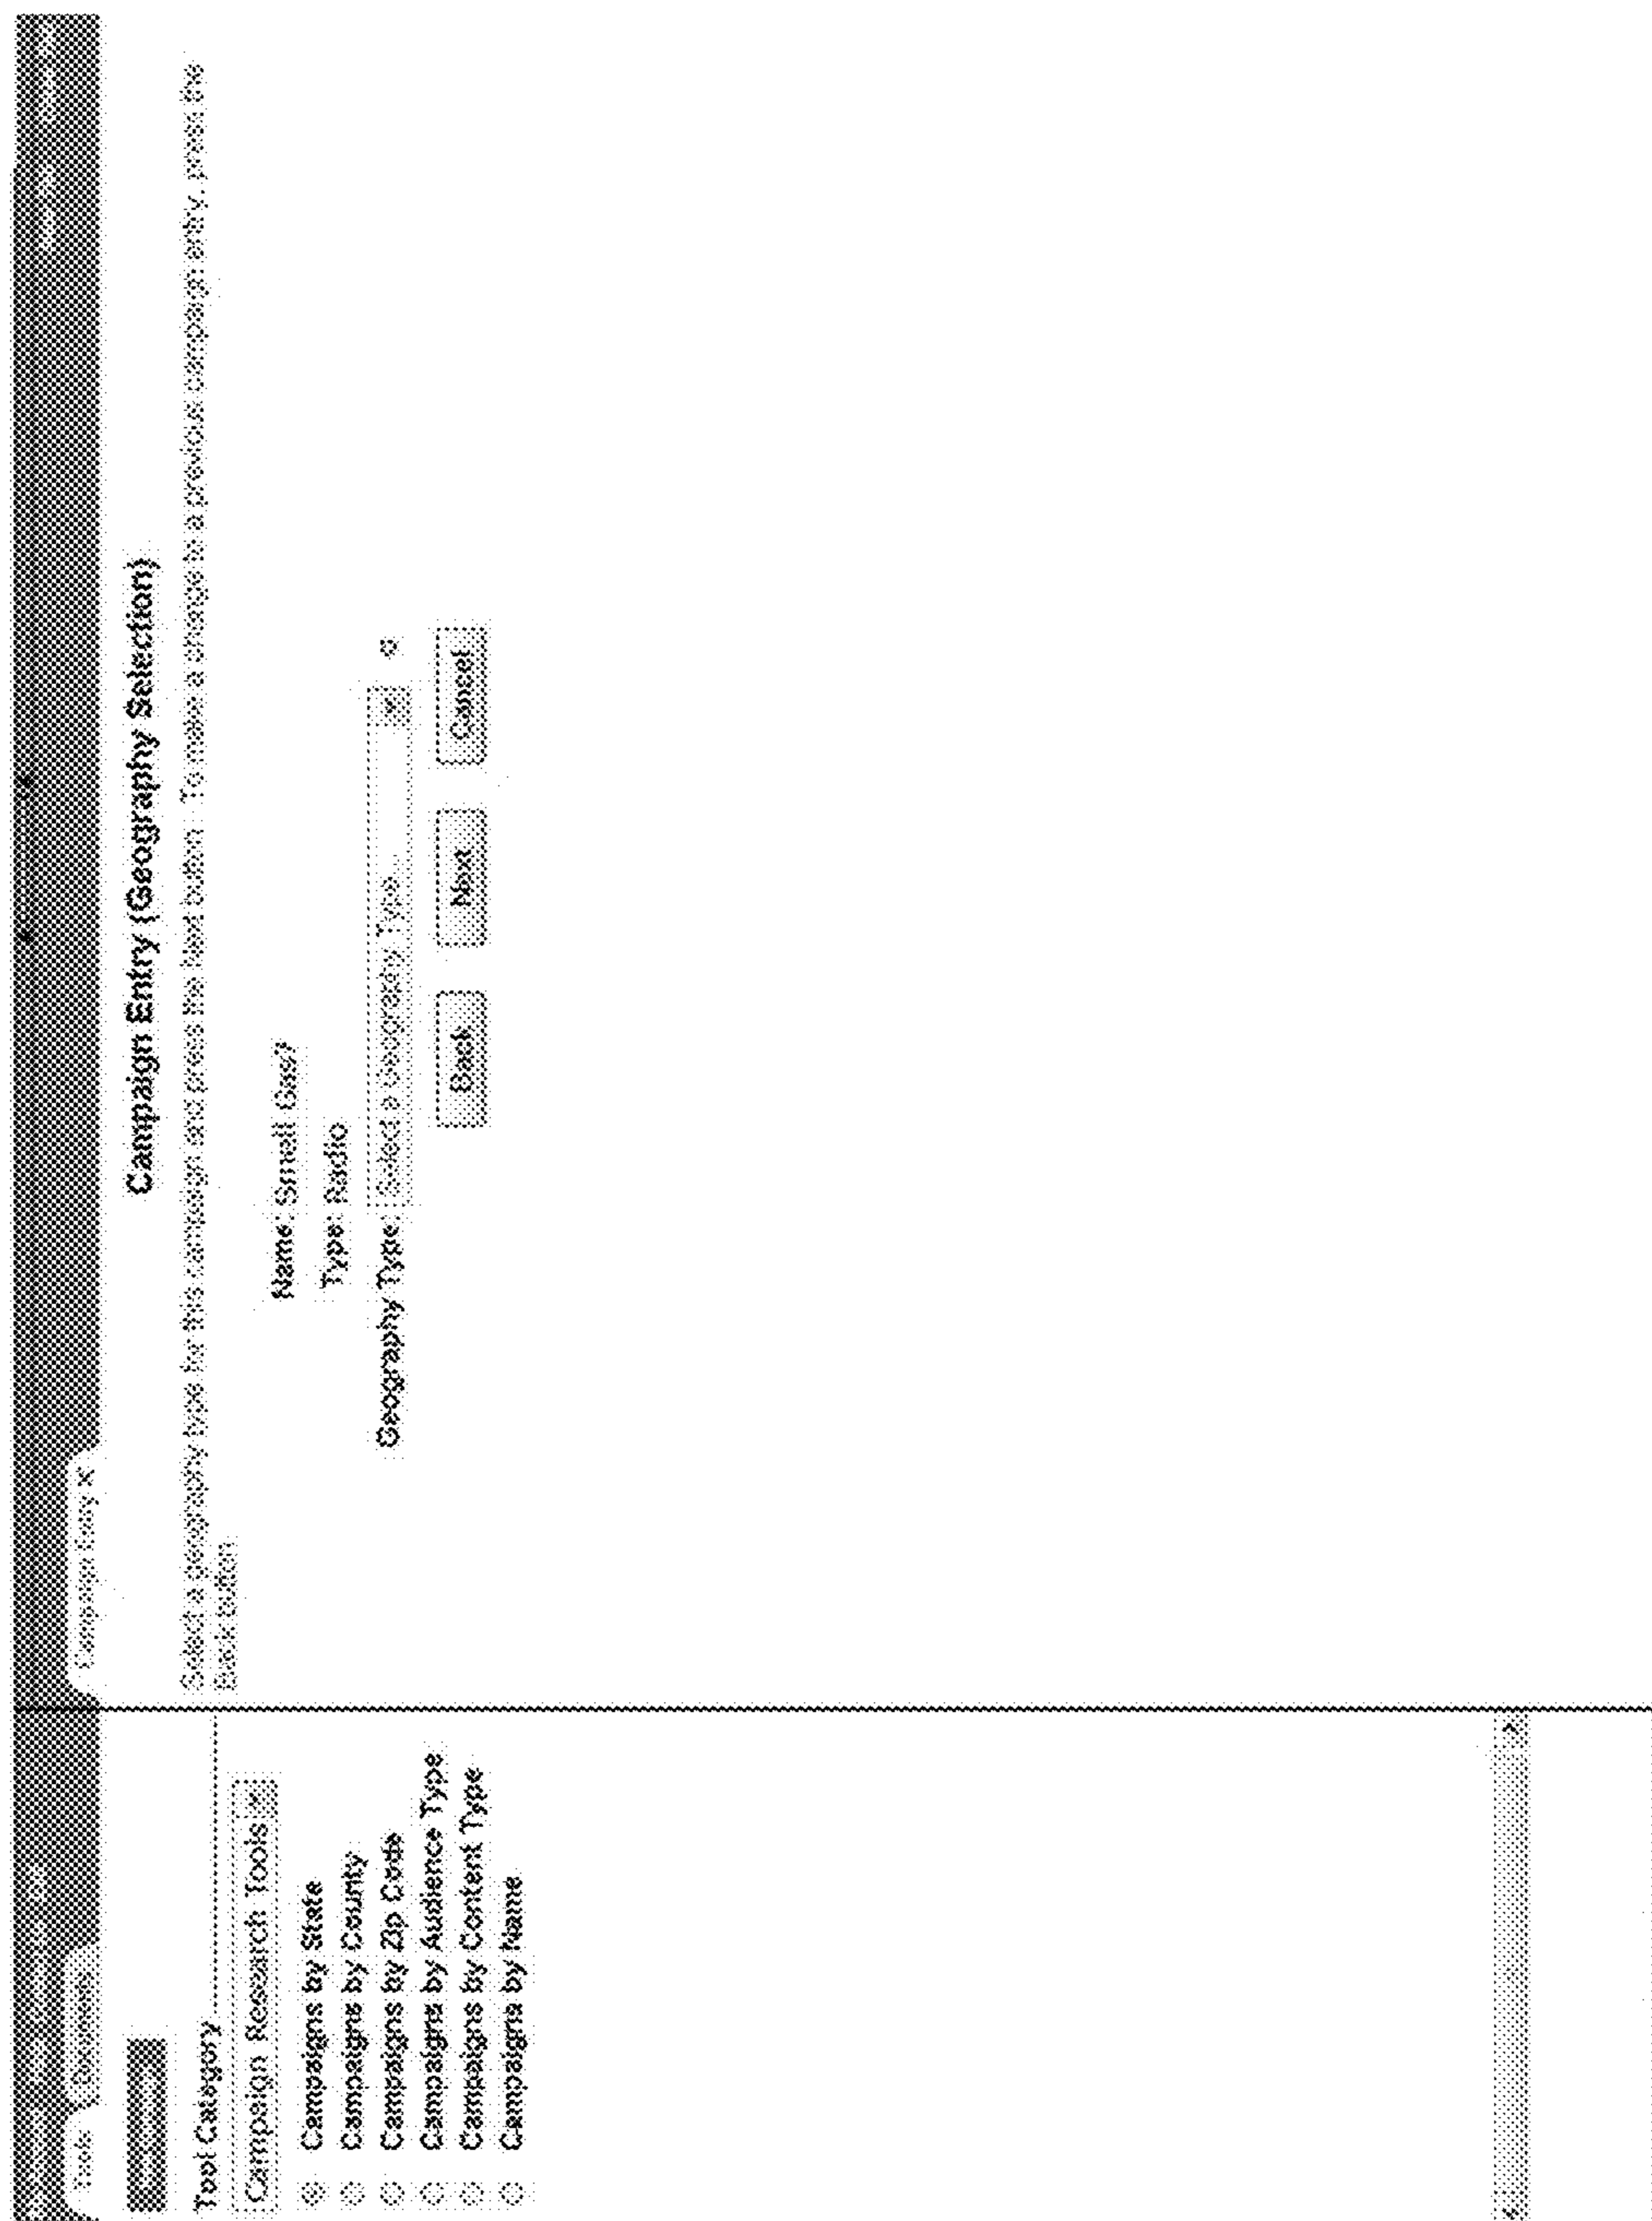 Tools Documents
Tool Category
Campaign Research Tools
Campaigns by State
Campaigns by County
Campaigns by Zip Code
Campaigns by Audience Type
Campaigns by Content Type
Campaigns by Name
Campaign Entry x
Campaign Entry (Geography Selection)
Select a geography type for this campaign and press the Next button. To make a change to a previous campaign entry, press the
Back button.
Name: Small Gas?
Type: Radio
Geography Type: Select a Geography Type...
Back Next Cancel